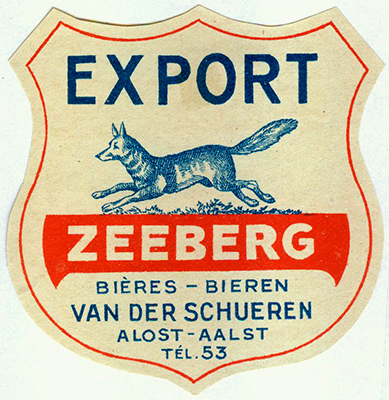 EXPORT
ZEEBERG
BIÈRES - BIEREN
VAN DER SCHUEREN
ALOST-AALST
TÉL. 53